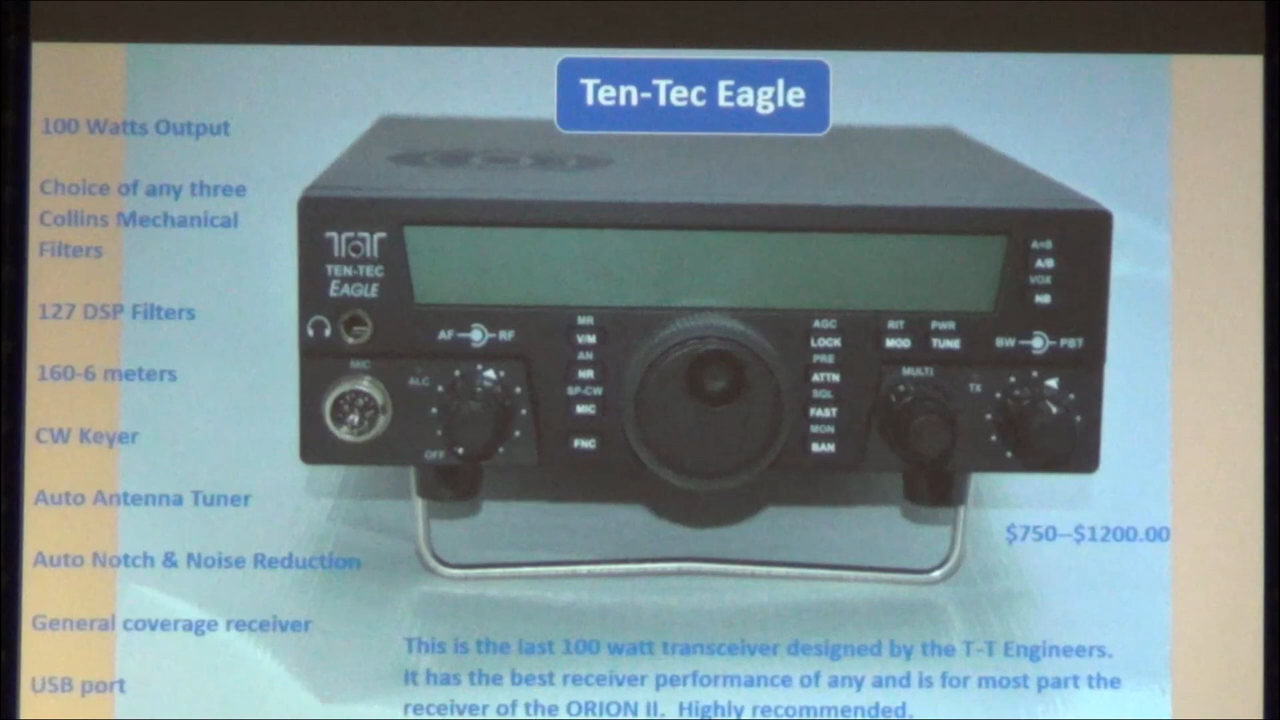 Ten-Tec Eagle
100 Watts Output
Choice of any three
Collins Mechanical
Filters
127 DSP Filters
160-6 meters
CW Keyer
Auto Antenna Tuner
Auto Notch & Noise Reduction
General coverage receiver
USB port
TEN-TEC
EAGLE
A=B
A/B
VOX
NB
AF
RF
MIC
ALC
OFF
MR
V/M
AN
NR
SP-CW
MIC
FNC
AGC
LOCK
PRE
ATTN
SQL
FAST
MON
BAN
RIT
PWR
MOD
TUNE
MULTI
TX
BW
PBT
$750--$1200.00
This is the last 100 watt transceiver designed by the T-T Engineers.
It has the best receiver performance of any and is for most part the
receiver of the ORION II. Highly recommended.